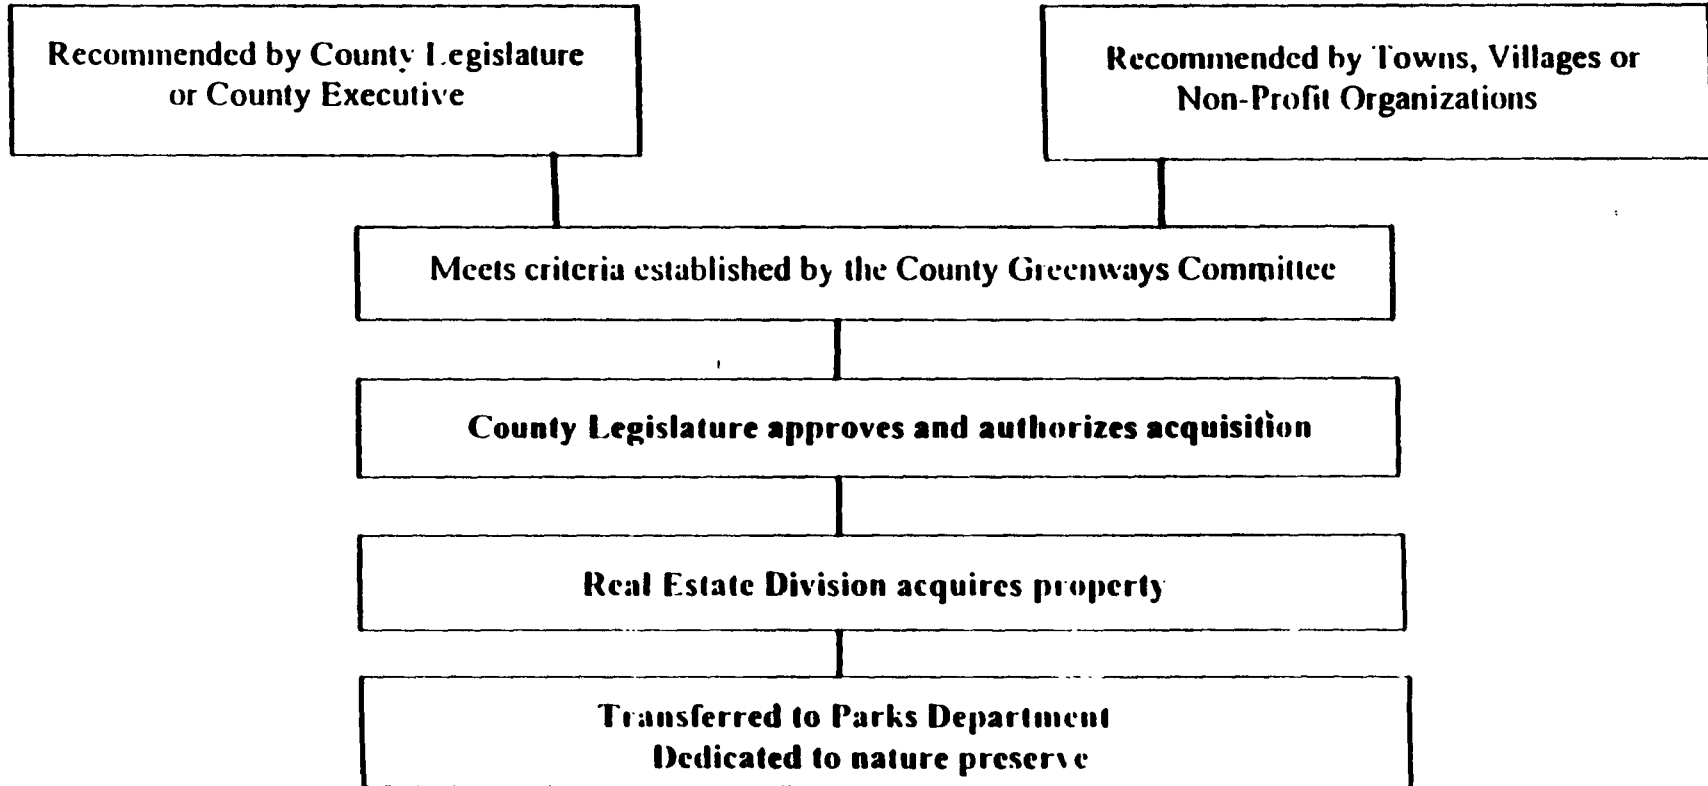 Recommended by County Legislature
or County Executive
Recommended by Towns, Villages or
Non-Profit Organizations
Meets criteria established by the County Greenways Committee
County Legislature approves and authorizes acquisition
Real Estate Division acquires property
Transferred to Parks Department
Dedicated to nature preserve